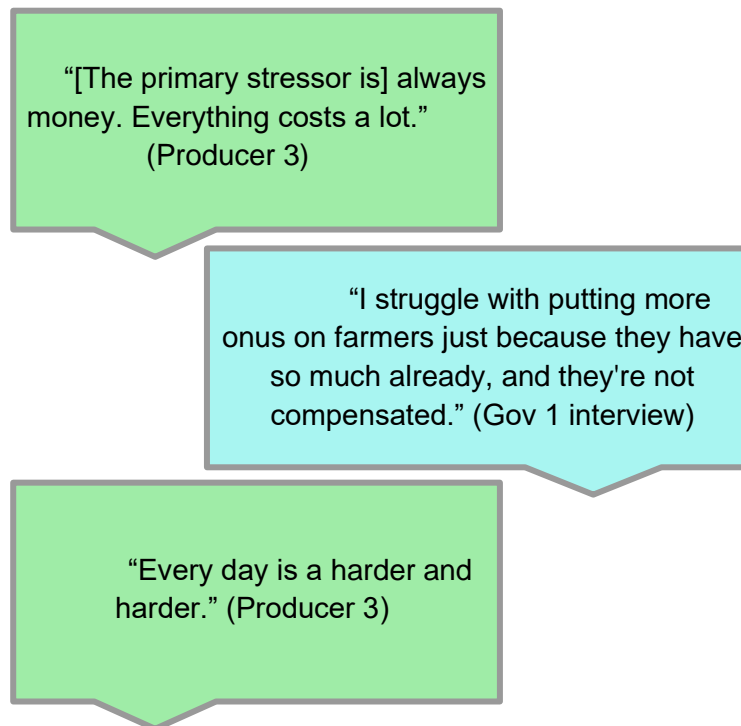 “[The primary stressor is] always
money. Everything costs a lot.”
(Producer 3)
“I struggle with putting more
onus on farmers just because they have
so much already, and they're not
compensated.” (Gov 1 interview)
“Every day is a harder and
harder.” (Producer 3)